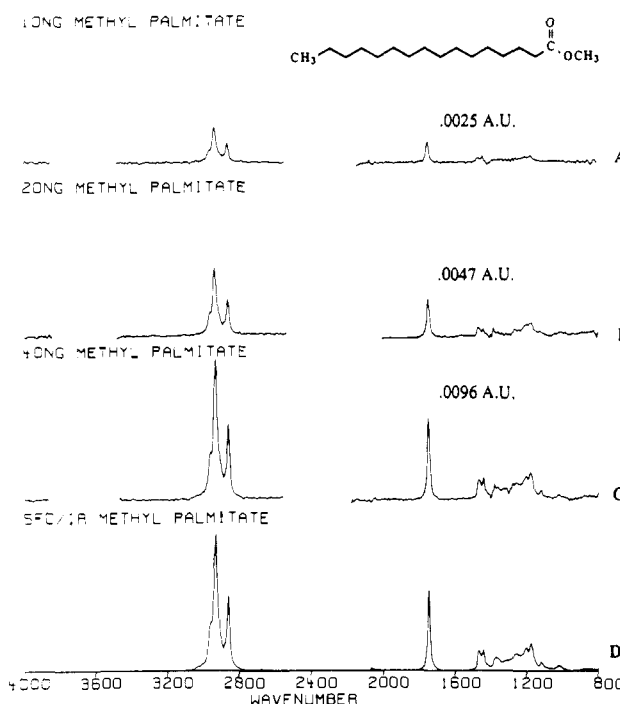 10NG METHYL PALMITATE
O
CH₃ C OCH₃
.0025 A.U.
A
20NG METHYL PALMITATE
.0047 A.U.
40NG METHYL PALMITATE
.0096 A.U.
C
SFC/IR METHYL PALMITATE
D
4000 3600 2800 2400 2000 1600 1200 800
WAVENUMBER